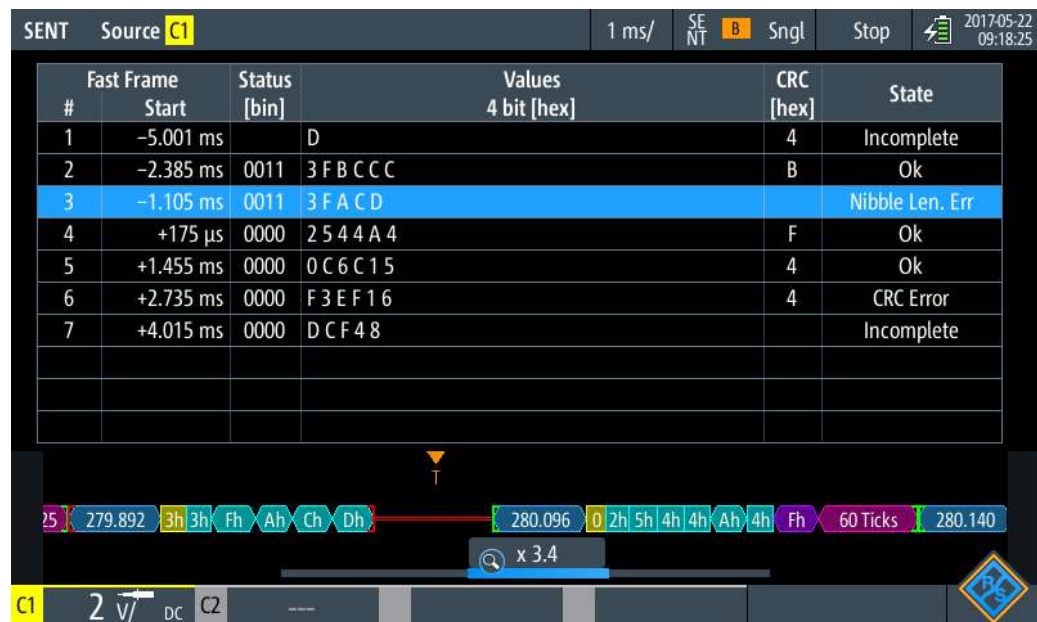 SENT Source C1 1 ms/ SENT B Sngl Stop 2017-05-22 09:18:25
Fast Frame Status Values CRC State
# Start [bin] 4 bit [hex] [hex]
1 −5.001 ms D 4 Incomplete
2 −2.385 ms 0011 3 F B C C C B Ok
3 −1.105 ms 0011 3 F A C D Nibble Len. Err
4 +175 µs 0000 2 5 4 4 A 4 F Ok
5 +1.455 ms 0000 0 C 6 C 1 5 4 Ok
6 +2.735 ms 0000 F 3 E F 1 6 4 CRC Error
7 +4.015 ms 0000 D C F 4 8 Incomplete
T
25 279.892 3h 3h Fh Ah Ch Dh 280.096 0 2h 5h 4h 4h Ah 4h Fh 60 Ticks 280.140
x 3.4
C1 2 V/ DC C2 ---
R&S